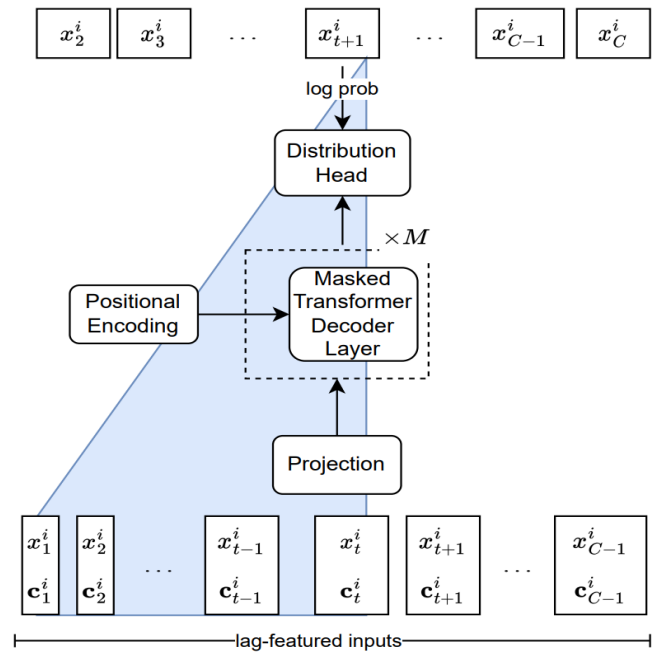 x_2^i x_3^i ... x_{t+1}^i ... x_{C-1}^i x_C^i
log prob
Distribution
Head
×M
Positional
Encoding
Masked
Transformer
Decoder
Layer
Projection
x_1^i x_2^i x_{t-1}^i x_t^i x_{t+1}^i x_{C-1}^i
... ...
c_1^i c_2^i c_{t-1}^i c_t^i c_{t+1}^i c_{C-1}^i
lag-featured inputs